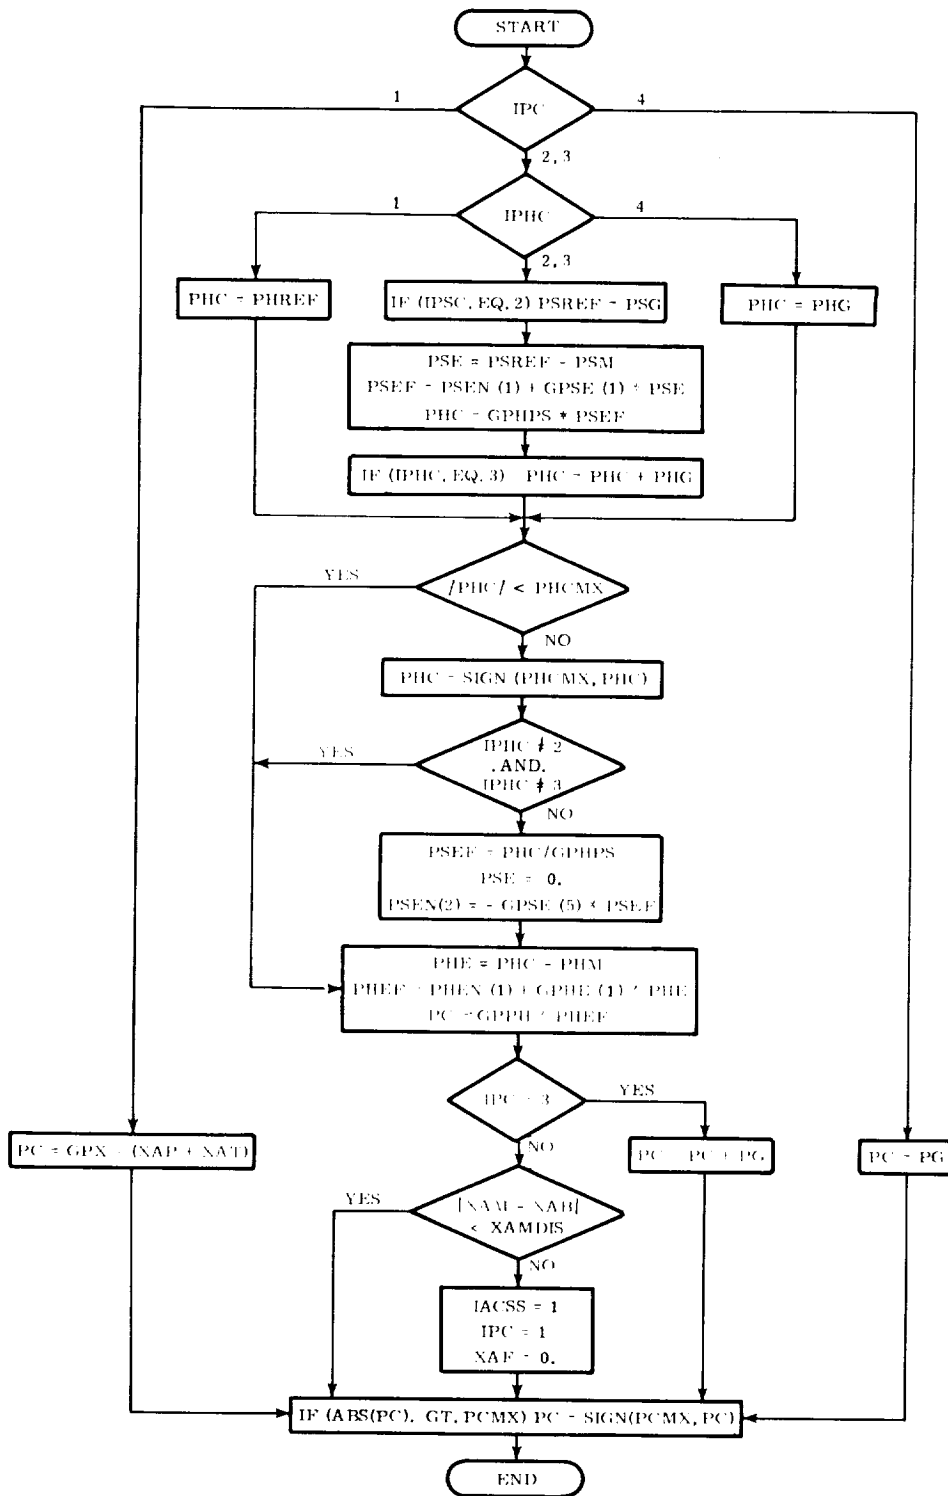 START
1
IPC
4
2,3
1
IPHC
4
2,3
PHC = PHREF
IF (IPSC, EQ, 2) PSREF = PSG
PHC = PHG
PSE = PSREF - PSM
PSEF = PSEN (1) + GPSE (1) * PSE
PHC = GPHPS * PSEF
IF (IPHC, EQ, 3) PHC = PHC + PHG
YES
/PHC/ < PHCMX
NO
PHC = SIGN (PHCMX, PHC)
YES
IPHC ≠ 2
.AND.
IPHC ≠ 3
NO
PSEF = PHC/GPHPS
PSE = 0.
PSEN(2) = - GPSE (5) * PSEF
PHE = PHC - PHM
PHEF = PHEN (1) + GPHE (1) * PHE
PC = GPPH * PHEF
IPC = 3
YES
NO
PC = GPX * (XAP + XAT)
PC = PC + PG
PC = PG
YES
|XAM - XAB|
< XAMDIS
NO
IACSS = 1
IPC = 1
XAF = 0.
IF (ABS(PC). GT, PCMX) PC = SIGN(PCMX, PC)
END